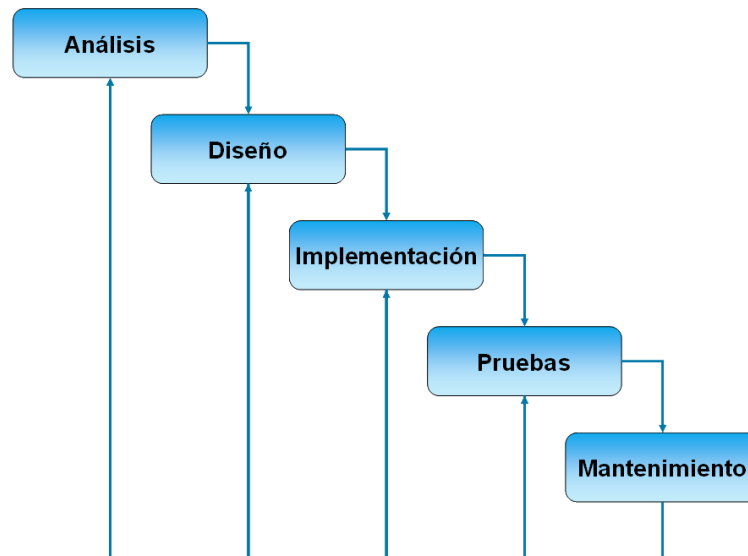 Análisis
Diseño
Implementación
Pruebas
Mantenimiento